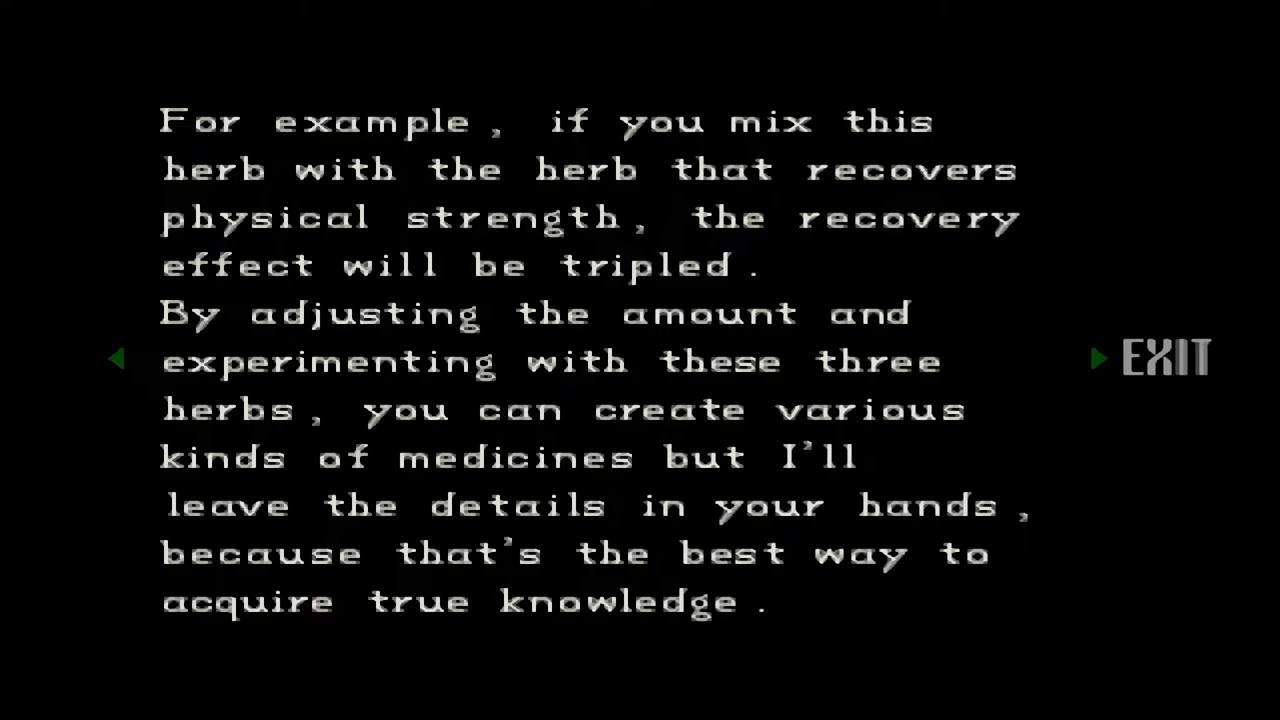 For example, if you mix this
herb with the herb that recovers
physical strength, the recovery
effect will be tripled.
By adjusting the amount and
experimenting with these three
herbs, you can create various
kinds of medicines but I'll
leave the details in your hands,
because that's the best way to
acquire true knowledge.
EXIT